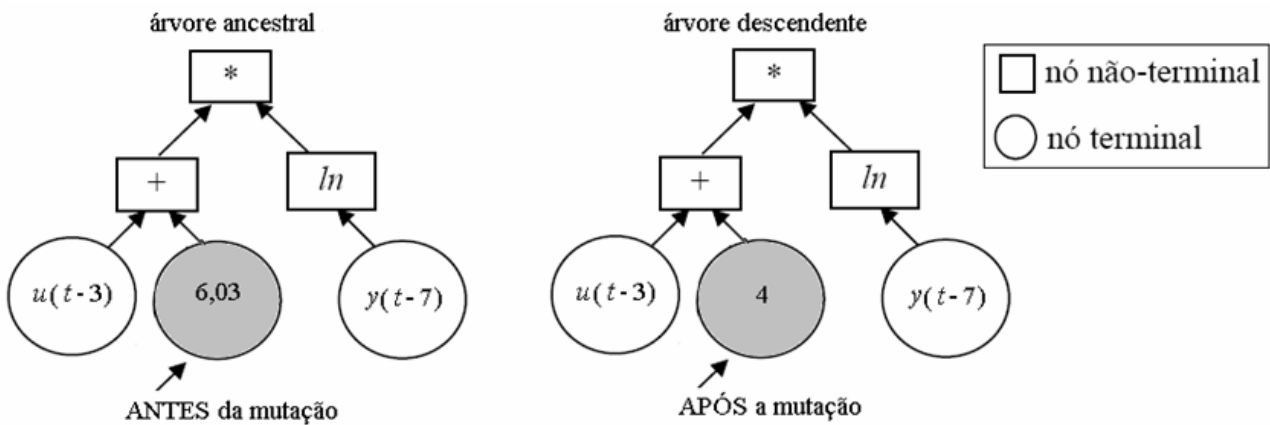 árvore ancestral
*
+
ln
u(t-3)
6,03
y(t-7)
ANTES da mutação
árvore descendente
*
+
ln
u(t-3)
4
y(t-7)
APÓS a mutação
nó não-terminal
nó terminal